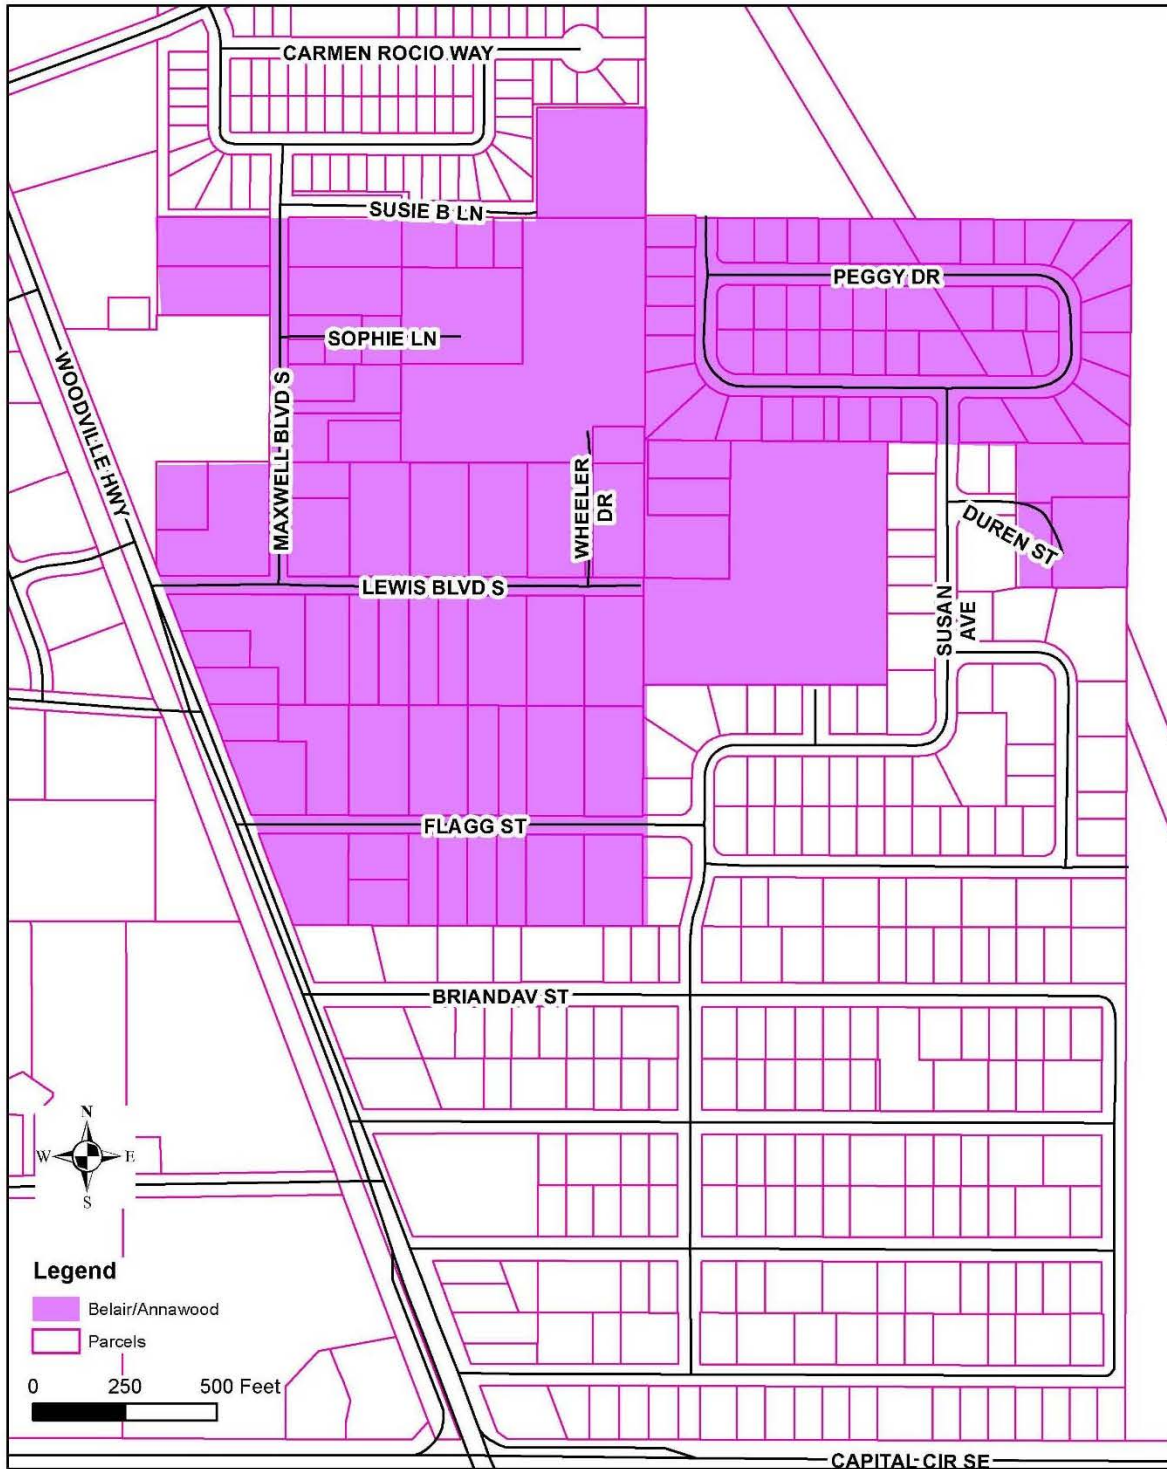 CARMEN ROCIO WAY
SUSIE B LN
PEGGY DR
SOPHIE LN
WOODVILLE HWY
MAXWELL BLVD S
WHEELER
DR
DUREN ST
LEWIS BLVD S
SUSAN
AVE
FLAGG ST
BRIANDAV ST
N
W
E
S
Legend
Belair/Annawood
Parcels
0 250 500 Feet
CAPITAL CIR SE